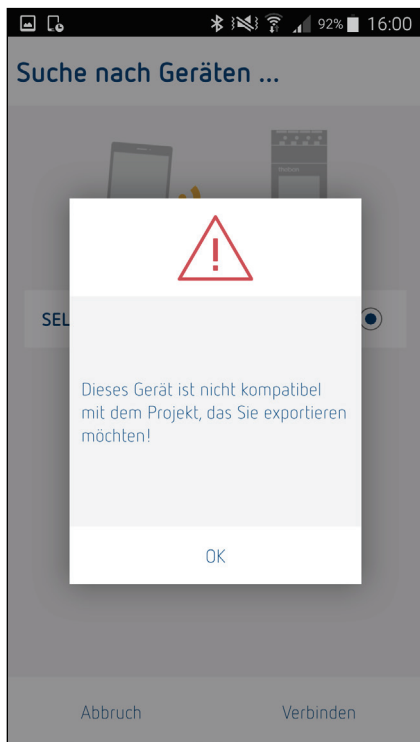 92% 16:00
Suche nach Geräten ...
SEL
Dieses Gerät ist nicht kompatibel
mit dem Projekt, das Sie exportieren
möchten!
OK
Abbruch Verbinden